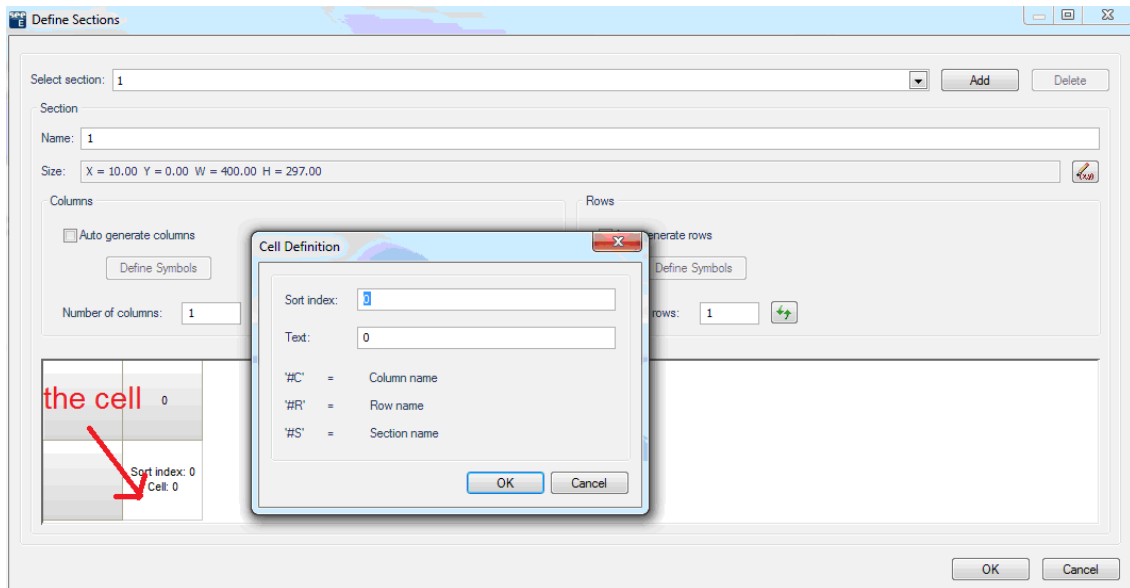 Define Sections
Select section: 1 Add Delete
Section
Name: 1
Size: X = 10.00 Y = 0.00 W = 400.00 H = 297.00
Columns Rows
Auto generate columns enerate rows
Define Symbols Define Symbols
Number of columns: 1 rows: 1
Cell Definition
Sort index: 0
Text: 0
'#C' = Column name
'#R' = Row name
'#S' = Section name
OK Cancel
the cell 0
Sort index: 0
Cell: 0
OK Cancel